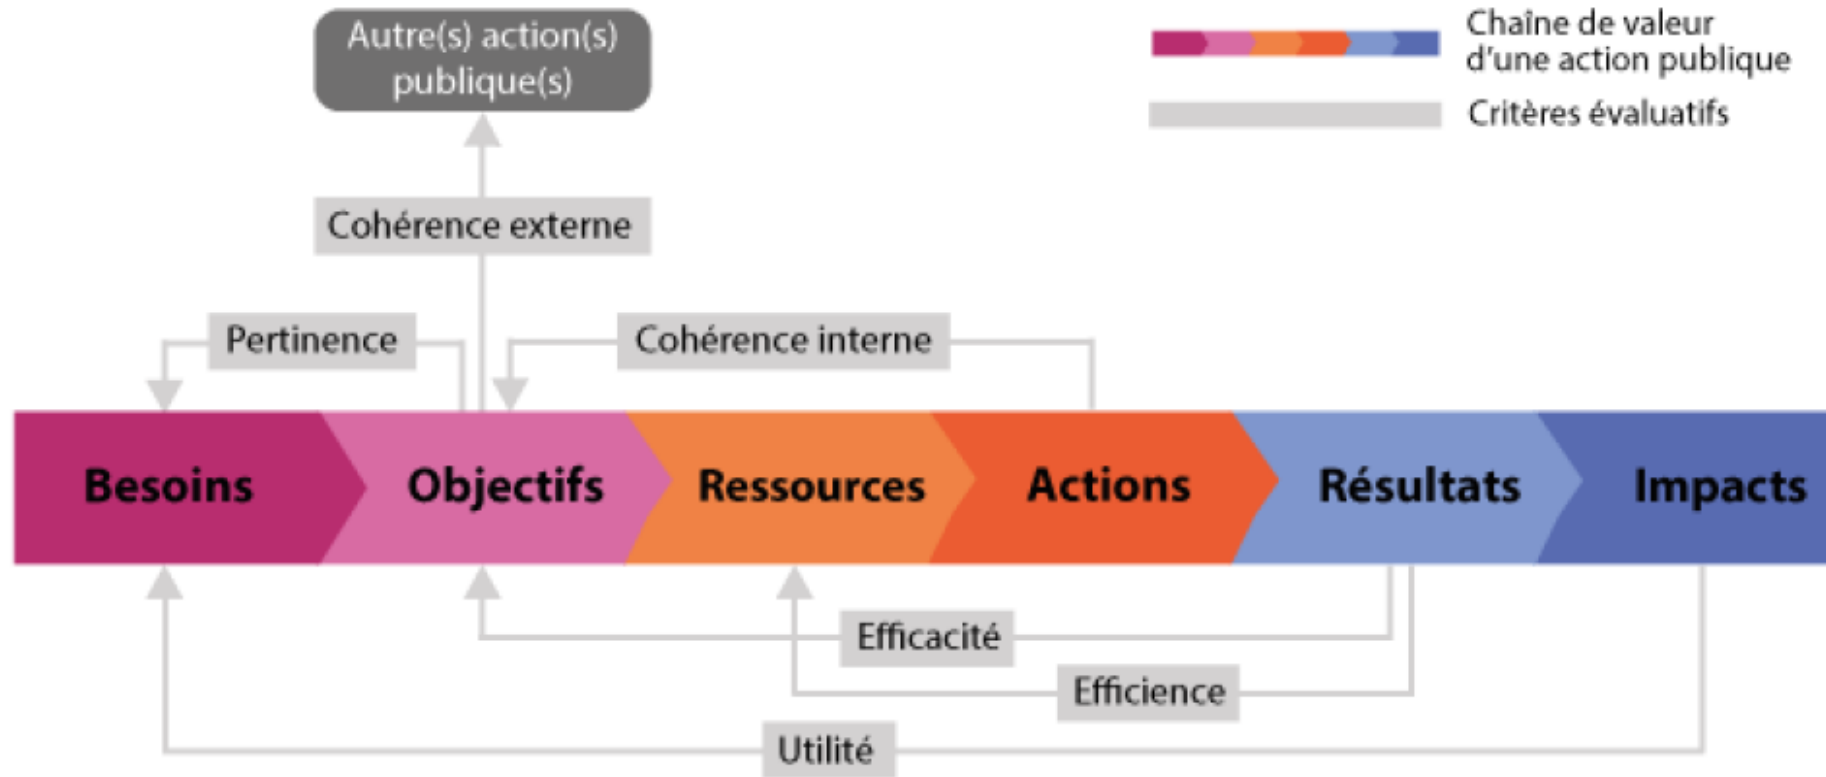 Autre(s) action(s)
publique(s)
Chaîne de valeur
d'une action publique
Critères évaluatifs
Cohérence externe
Pertinence
Cohérence interne
Besoins
Objectifs
Ressources
Actions
Résultats
Impacts
Efficacité
Efficience
Utilité